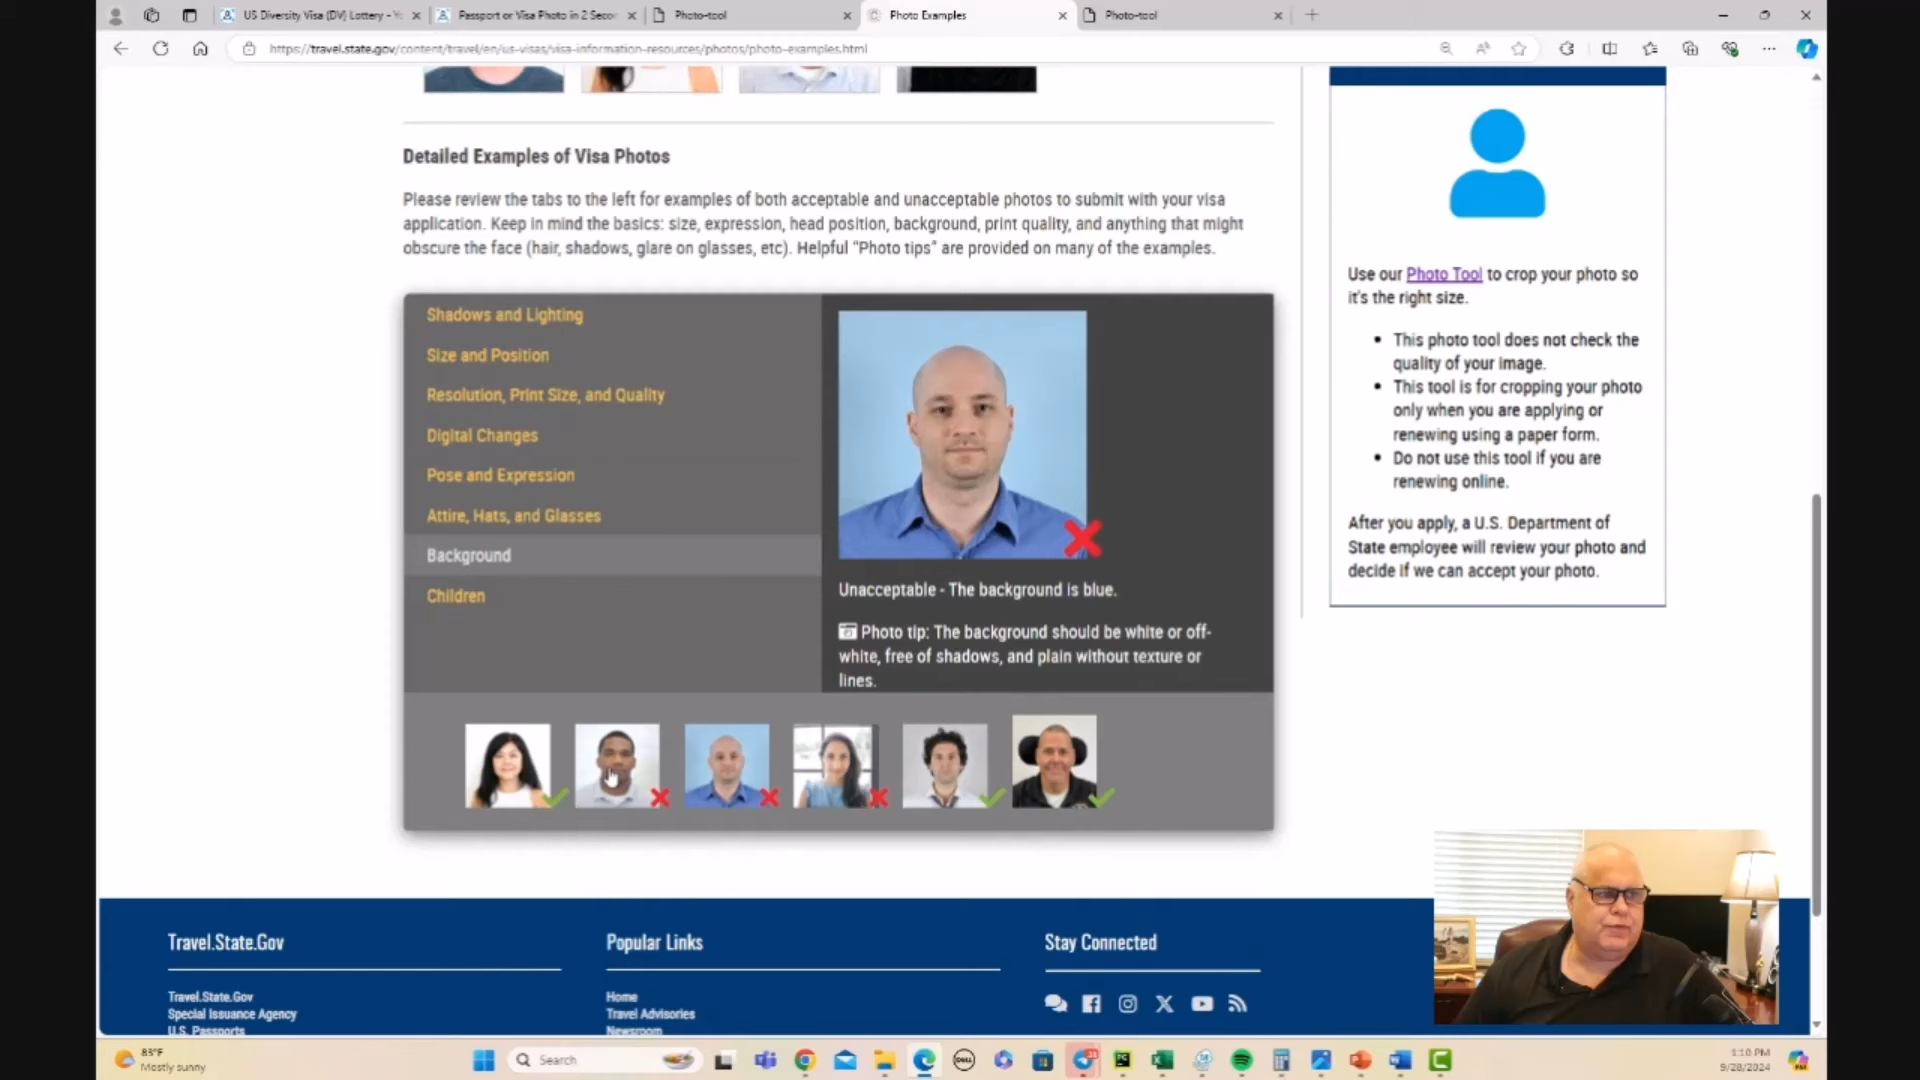 US Diversity Visa (DV) Lottery - Yo
Passport or Visa Photo in 2 Secon
Photo-tool
Photo Examples
Photo-tool
https://travel.state.gov/content/travel/en/us-visas/visa-information-resources/photos/photo-examples.html
Detailed Examples of Visa Photos
Please review the tabs to the left for examples of both acceptable and unacceptable photos to submit with your visa
application. Keep in mind the basics: size, expression, head position, background, print quality, and anything that might
obscure the face (hair, shadows, glare on glasses, etc). Helpful "Photo tips" are provided on many of the examples.
Shadows and Lighting
Size and Position
Resolution, Print Size, and Quality
Digital Changes
Pose and Expression
Attire, Hats, and Glasses
Background
Children
Unacceptable - The background is blue.
Photo tip: The background should be white or off-
white, free of shadows, and plain without texture or
lines.
Use our Photo Tool to crop your photo so
it's the right size.
• This photo tool does not check the
quality of your image.
• This tool is for cropping your photo
only when you are applying or
renewing using a paper form.
• Do not use this tool if you are
renewing online.
After you apply, a U.S. Department of
State employee will review your photo and
decide if we can accept your photo.
Travel.State.Gov
Travel.State.Gov
Special Issuance Agency
U.S. Passports
Popular Links
Home
Travel Advisories
Newsroom
Stay Connected
83°F
Mostly sunny
Search
DELL
1:10 PM
9/28/2024